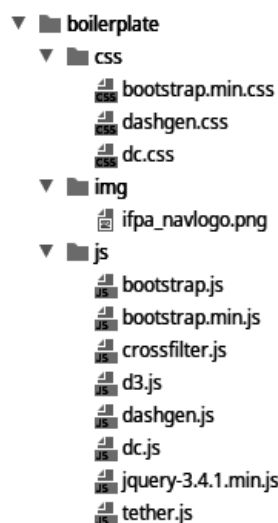 boilerplate
css
bootstrap.min.css
dashgen.css
dc.css
img
ifpa_navlogo.png
js
bootstrap.js
bootstrap.min.js
crossfilter.js
d3.js
dashgen.js
dc.js
jquery-3.4.1.min.js
tether.js